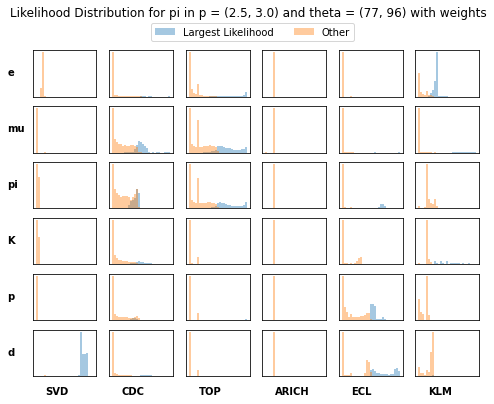 Likelihood Distribution for pi in p = (2.5, 3.0) and theta = (77, 96) with weights
Largest Likelihood Other
e
mu
pi
K
p
d
SVD CDC TOP ARICH ECL KLM